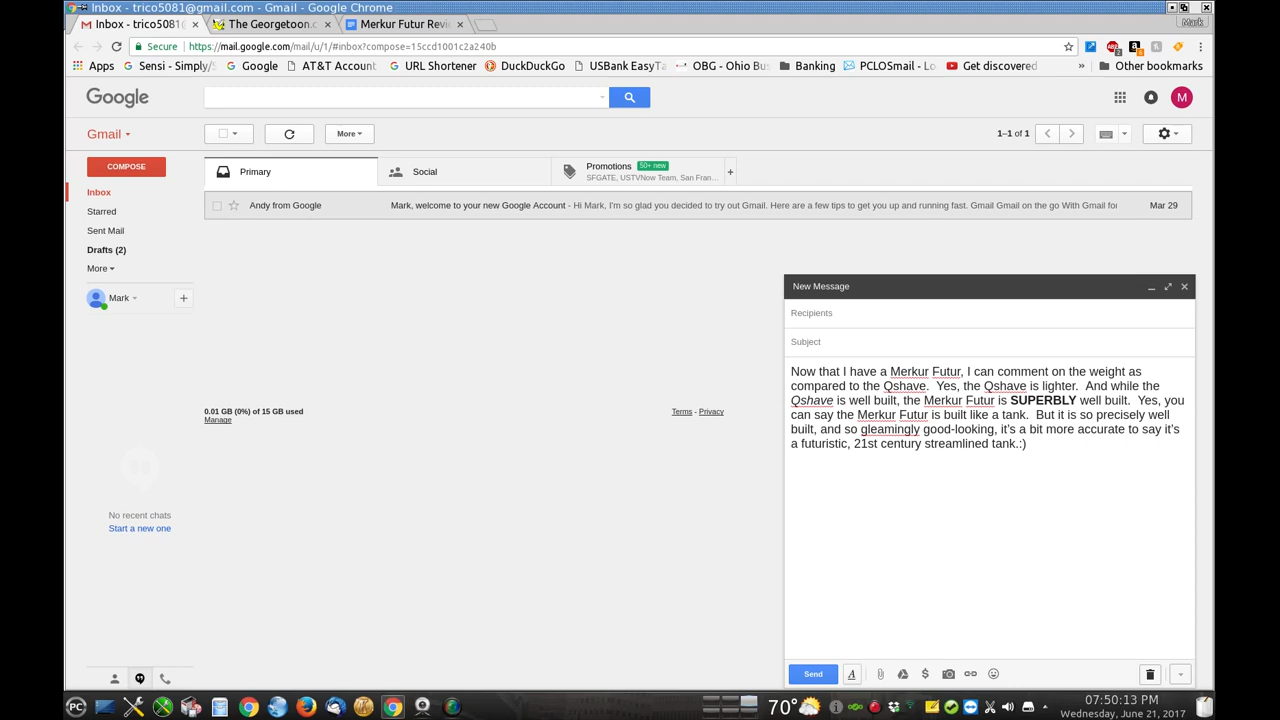 Inbox - trico5081@gmail.com - Gmail - Google Chrome
Inbox - trico5081@
The Georgetoon.c
Merkur Futur Revi
Mark
Secure
https://mail.google.com/mail/u/1/#inbox?compose=15ccd1001c2a240b
Apps
Sensi - Simply/S
Google
AT&T Account
URL Shortener
DuckDuckGo
USBank EasyTa
OBG - Ohio Bus
Banking
PCLOSmail - Log
Get discovered
»
Other bookmarks
Google
M
Gmail
More
1–1 of 1
COMPOSE
Primary
Social
Promotions
50+ new
SFGATE, USTVNow Team, San Fran…
+
Inbox
Andy from Google
Mark, welcome to your new Google Account - Hi Mark, I'm so glad you decided to try out Gmail. Here are a few tips to get you up and running fast. Gmail Gmail on the go With Gmail for
Mar 29
Starred
Sent Mail
Drafts (2)
More
Mark
+
New Message
Recipients
Subject
Now that I have a Merkur Futur, I can comment on the weight as
compared to the Qshave.  Yes, the Qshave is lighter.  And while the
Qshave is well built, the Merkur Futur is SUPERBLY well built.  Yes, you
can say the Merkur Futur is built like a tank.  But it is so precisely well
built, and so gleamingly good-looking, it's a bit more accurate to say it's
a futuristic, 21st century streamlined tank.:)
0.01 GB (0%) of 15 GB used
Manage
Terms - Privacy
No recent chats
Start a new one
Send
A
$
PC
70°
07:50:13 PM
Wednesday, June 21, 2017